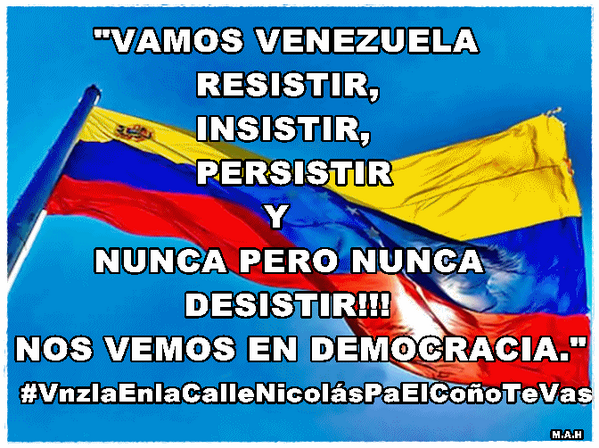 "VAMOS VENEZUELA
RESISTIR,
INSISTIR,
PERSISTIR
Y
NUNCA PERO NUNCA
DESISTIR!!!
NOS VEMOS EN DEMOCRACIA."
#VnzlaEnlaCalleNicolásPaElCoñoTeVas
M.A.H